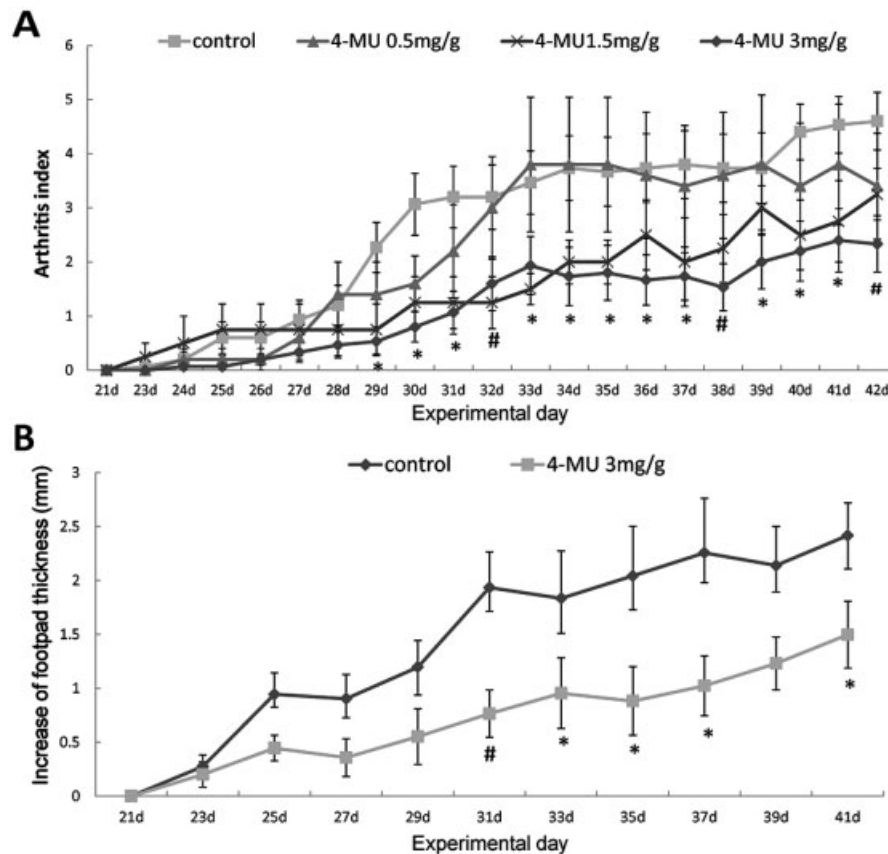 A
control 4-MU 0.5mg/g 4-MU1.5mg/g 4-MU 3mg/g
Arthritis index
6
5
4
3
2
1
0
* * * # * * * * * # * * * #
21d 23d 24d 25d 26d 27d 28d 29d 30d 31d 32d 33d 34d 35d 36d 37d 38d 39d 40d 41d 42d
Experimental day
B
control 4-MU 3mg/g
Increase of footpad thickness (mm)
3
2.5
2
1.5
1
0.5
0
# * * * *
21d 23d 25d 27d 29d 31d 33d 35d 37d 39d 41d
Experimental day